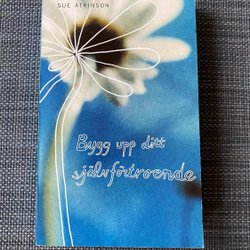 SUE ATKINSON
Bygg upp ditt
självförtroende